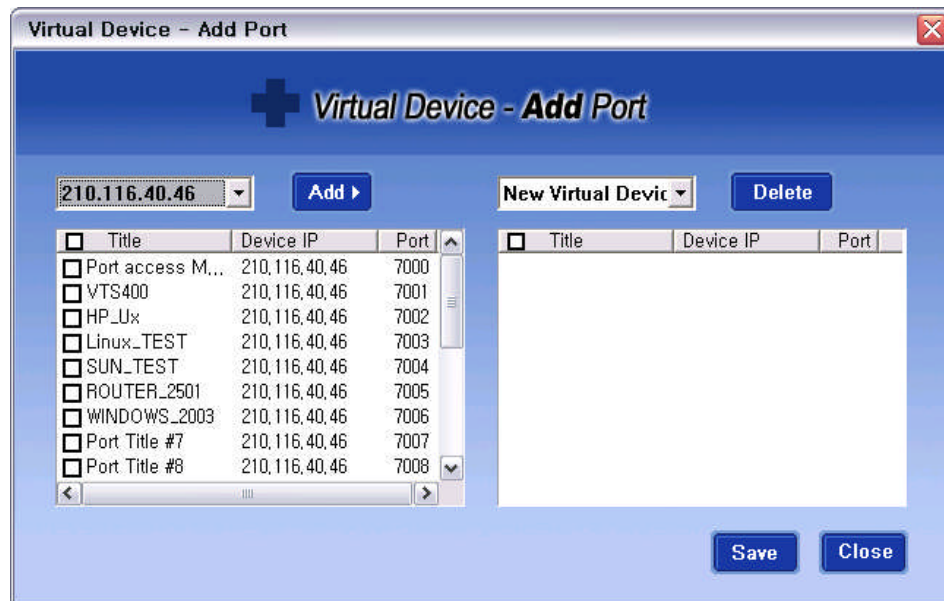 Virtual Device - Add Port
Virtual Device - Add Port
210.116.40.46 Add New Virtual Devic Delete
Title Device IP Port Title Device IP Port
Port access M... 210,116,40,46 7000
VTS400 210,116,40,46 7001
HP_Ux 210,116,40,46 7002
Linux_TEST 210,116,40,46 7003
SUN_TEST 210,116,40,46 7004
ROUTER_2501 210,116,40,46 7005
WINDOWS_2003 210,116,40,46 7006
Port Title #7 210,116,40,46 7007
Port Title #8 210,116,40,46 7008
Save Close